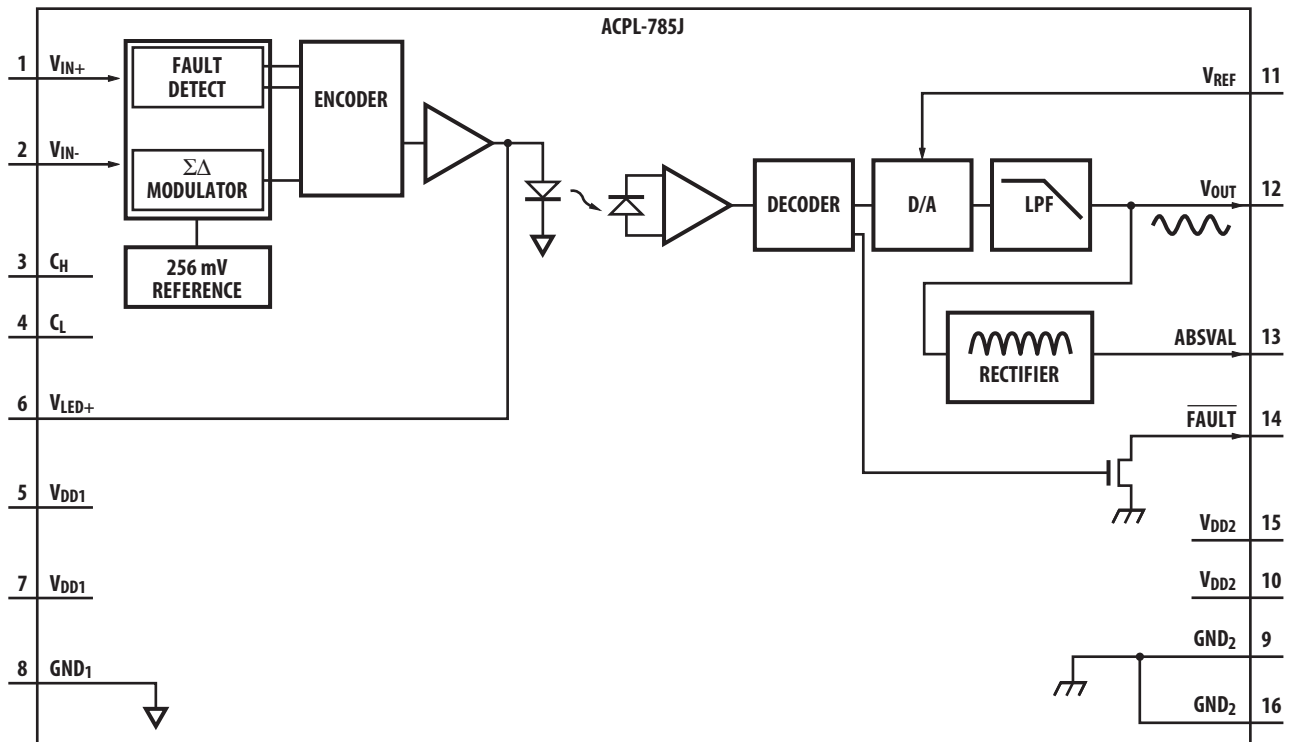 ACPL-785J
1 VIN+
2 VIN-
3 CH
4 CL
6 VLED+
5 VDD1
7 VDD1
8 GND1
FAULT
DETECT
ΣΔ
MODULATOR
256 mV
REFERENCE
ENCODER
DECODER
D/A
LPF
RECTIFIER
VREF 11
VOUT 12
ABSVAL 13
FAULT 14
VDD2 15
VDD2 10
GND2 9
GND2 16